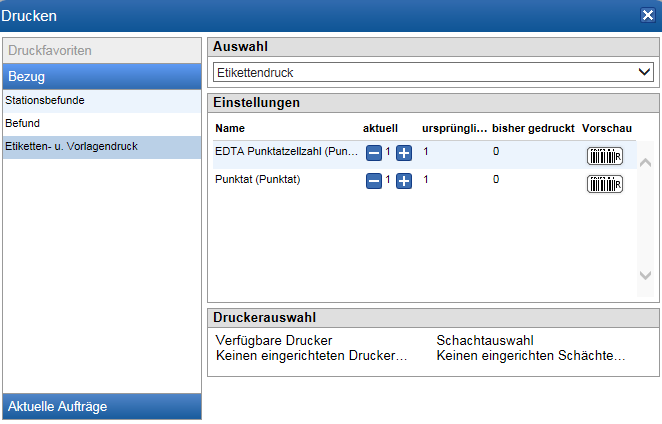 Drucken
Druckfavoriten
Bezug
Stationsbefunde
Befund
Etiketten- u. Vorlagendruck
Aktuelle Aufträge
Auswahl
Etikettendruck
Einstellungen
Name aktuell ursprüngli... bisher gedruckt Vorschau
EDTA Punktatzellzahl (Pun... 1 1 0 R
Punktat (Punktat) 1 1 0 R
Druckerauswahl
Verfügbare Drucker Schachtauswahl
Keinen eingerichteten Drucker... Keinen eingerichten Schächte...